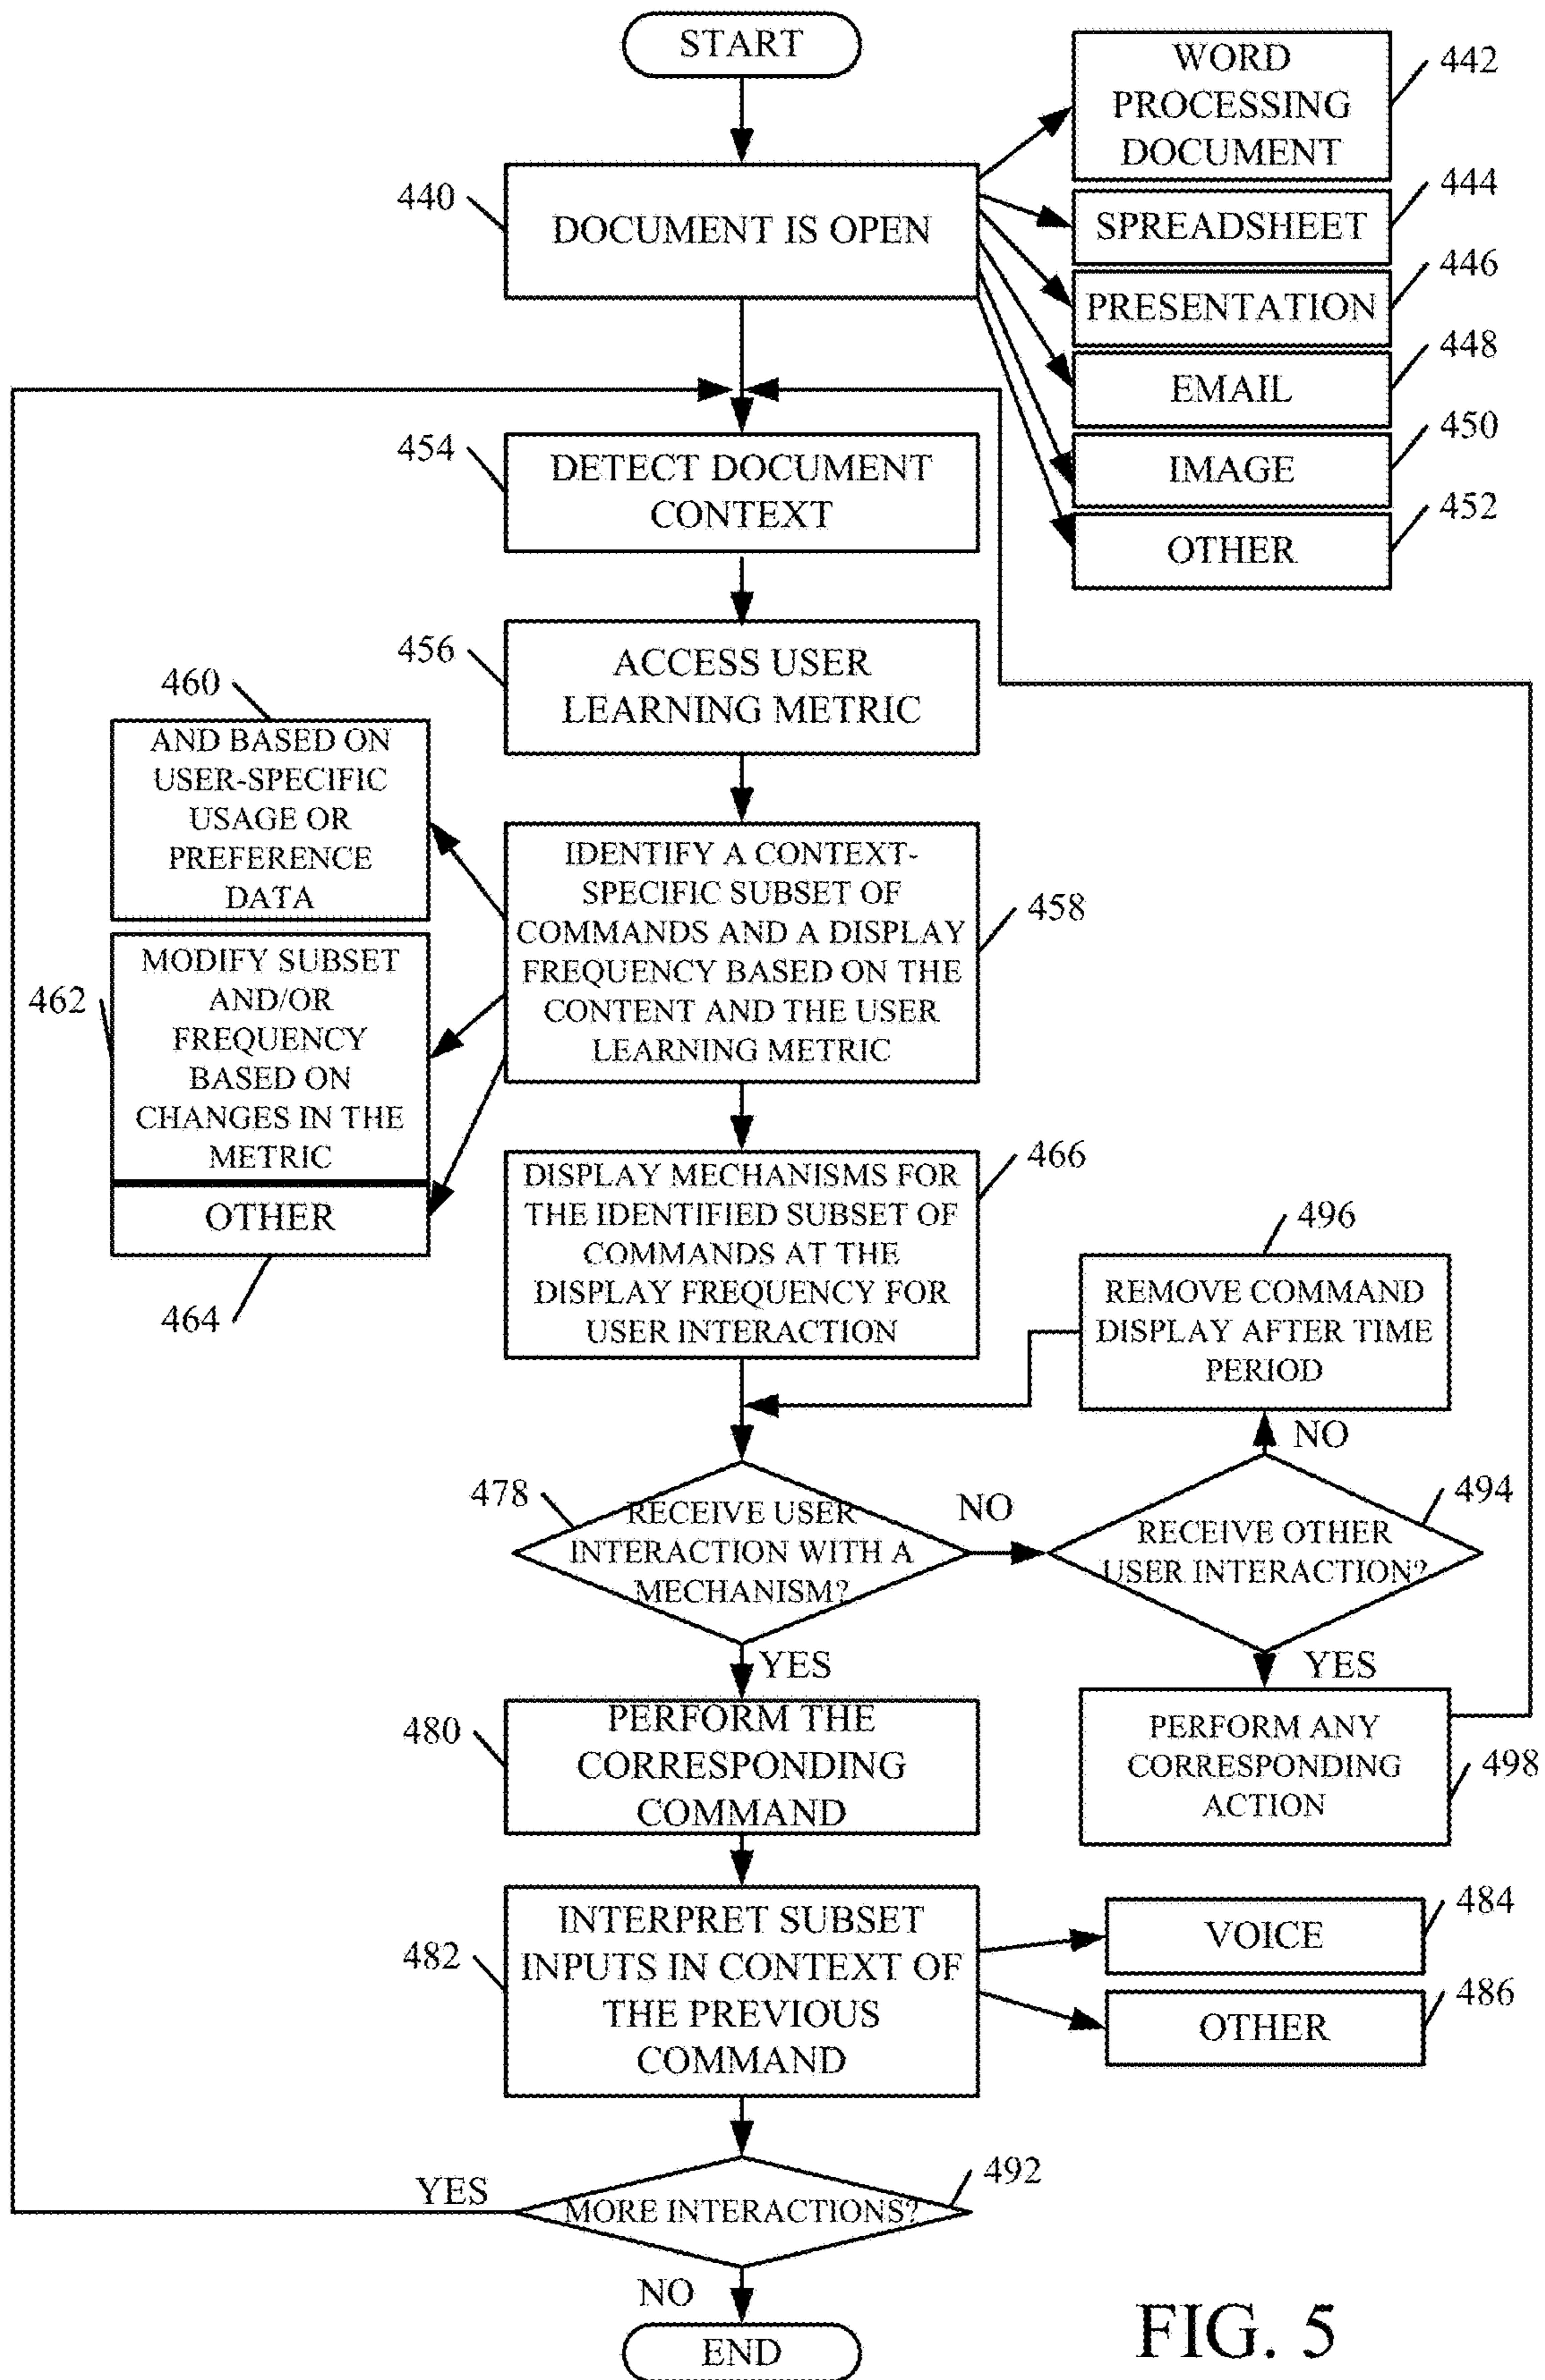 START
WORD
PROCESSING
DOCUMENT
442
440
DOCUMENT IS OPEN
444
SPREADSHEET
446
PRESENTATION
448
EMAIL
450
IMAGE
452
OTHER
454
DETECT DOCUMENT
CONTEXT
456
ACCESS USER
LEARNING METRIC
460
AND BASED ON
USER-SPECIFIC
USAGE OR
PREFERENCE
DATA
458
IDENTIFY A CONTEXT-
SPECIFIC SUBSET OF
COMMANDS AND A DISPLAY
FREQUENCY BASED ON THE
CONTENT AND THE USER
LEARNING METRIC
462
MODIFY SUBSET
AND/OR
FREQUENCY
BASED ON
CHANGES IN THE
METRIC
OTHER
464
466
DISPLAY MECHANISMS FOR
THE IDENTIFIED SUBSET OF
COMMANDS AT THE
DISPLAY FREQUENCY FOR
USER INTERACTION
496
REMOVE COMMAND
DISPLAY AFTER TIME
PERIOD
NO
478
RECEIVE USER
INTERACTION WITH A
MECHANISM?
NO
494
RECEIVE OTHER
USER INTERACTION?
YES
YES
480
PERFORM THE
CORRESPONDING
COMMAND
PERFORM ANY
CORRESPONDING
ACTION
498
482
INTERPRET SUBSET
INPUTS IN CONTEXT OF
THE PREVIOUS
COMMAND
484
VOICE
486
OTHER
492
YES
MORE INTERACTIONS?
NO
END
FIG. 5